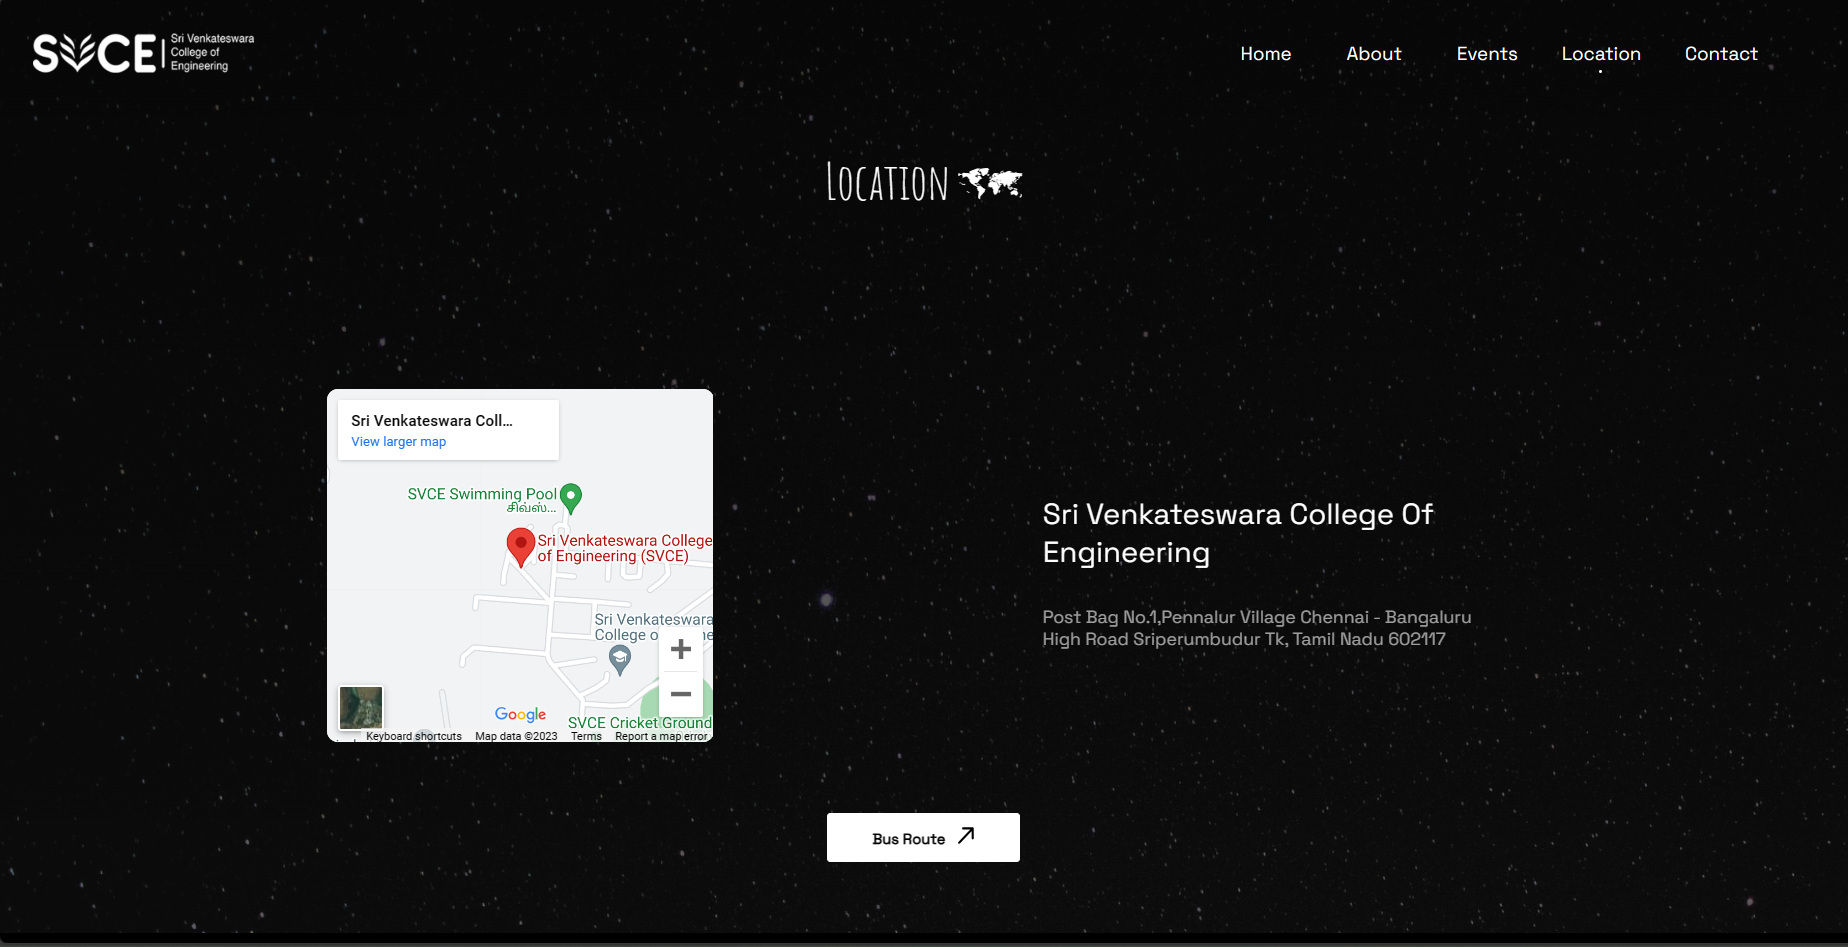 SVCE
Sri Venkateswara
College of
Engineering
Home
About
Events
Location
Contact
Location
Sri Venkateswara Coll...
View larger map
SVCE Swimming Pool
சிவ்ஸ்...
Sri Venkateswara College
of Engineering (SVCE)
Sri Venkateswara
College o
Google
SVCE Cricket Ground
Keyboard shortcuts
Map data ©2023
Terms
Report a map error
Sri Venkateswara College Of
Engineering
Post Bag No.1,Pennalur Village Chennai - Bangaluru
High Road Sriperumbudur Tk, Tamil Nadu 602117
Bus Route